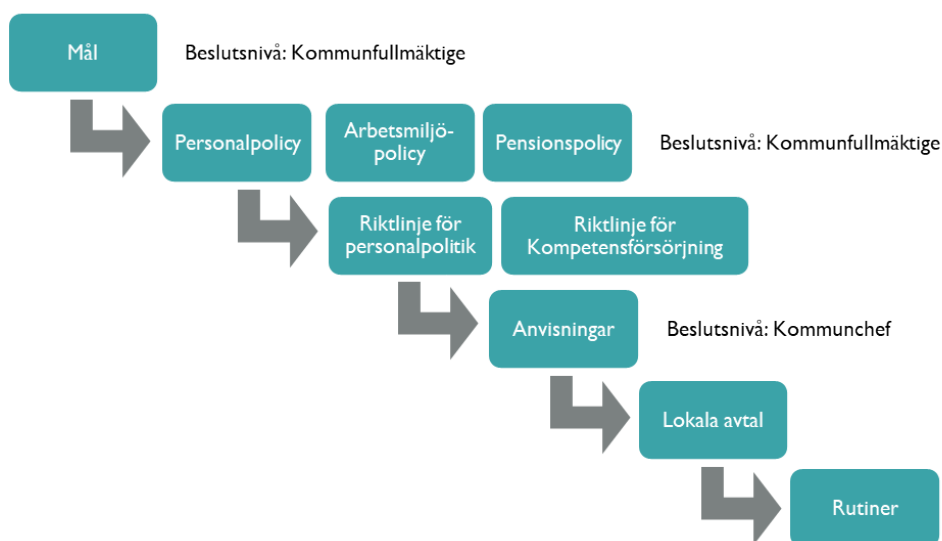 Mål
Beslutsnivå: Kommunfullmäktige
Personalpolicy
Arbetsmiljö-
policy
Pensionspolicy
Beslutsnivå: Kommunfullmäktige
Riktlinje för
personalpolitik
Riktlinje för
Kompetensförsörjning
Anvisningar
Beslutsnivå: Kommunchef
Lokala avtal
Rutiner